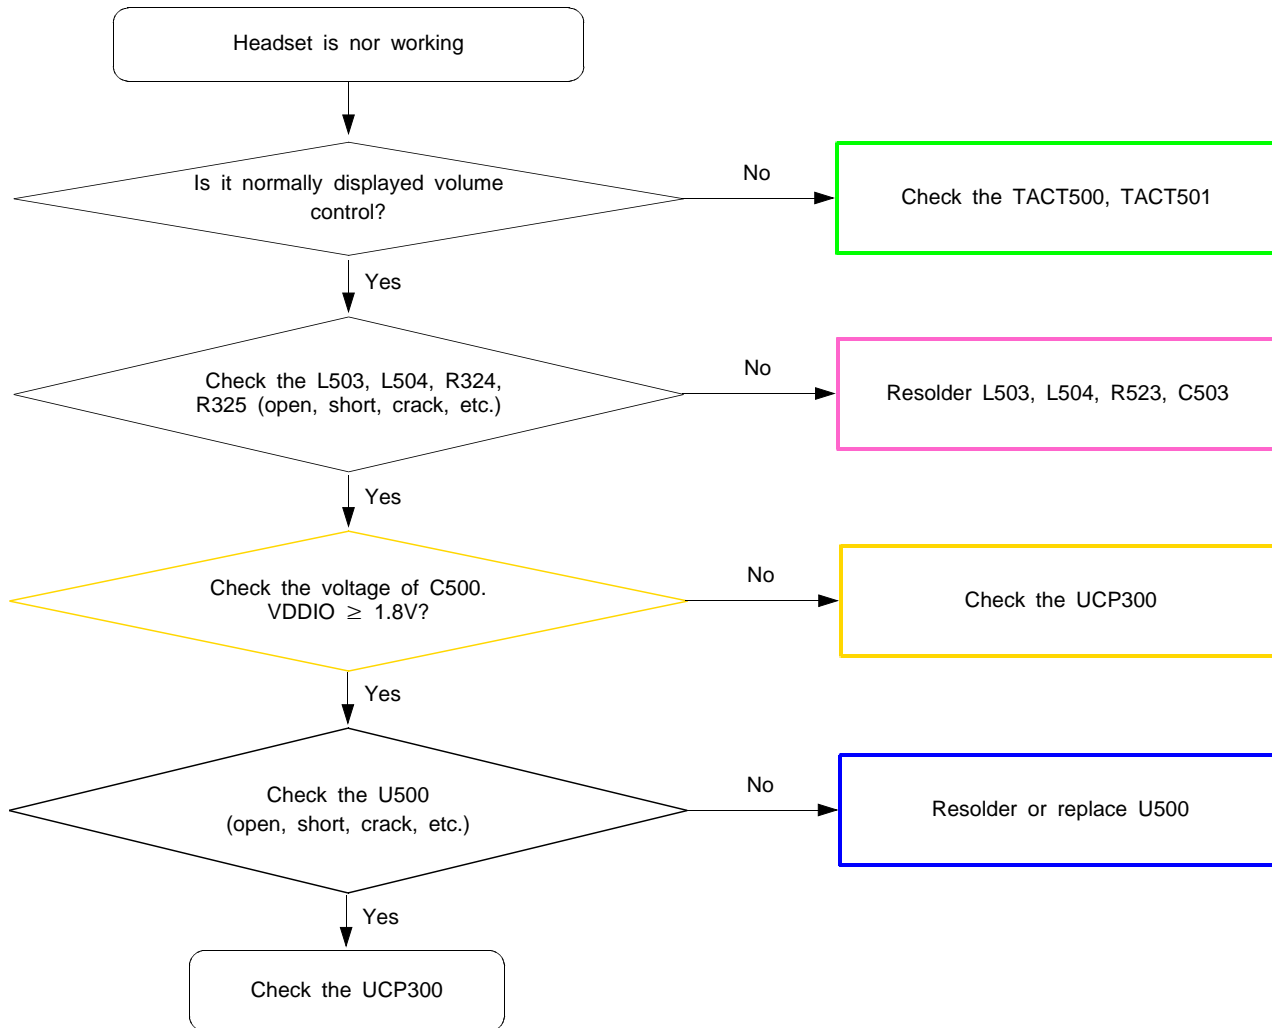 Headset is nor working
Is it normally displayed volume
control?
No
Check the TACT500, TACT501
Yes
Check the L503, L504, R324,
R325 (open, short, crack, etc.)
No
Resolder L503, L504, R523, C503
Yes
Check the voltage of C500.
VDDIO ≥ 1.8V?
No
Check the UCP300
Yes
Check the U500
(open, short, crack, etc.)
No
Resolder or replace U500
Yes
Check the UCP300